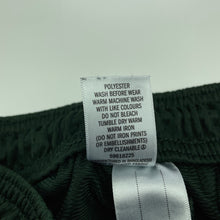 POLYESTER
WASH BEFORE WEAR
WARM MACHINE WASH
WITH LIKE COLOURS
DO NOT BLEACH
TUMBLE DRY WARM
WARM IRON
(DO NOT IRON PRINTS
OR EMBELLISHMENTS)
DRY CLEANABLE
59618225